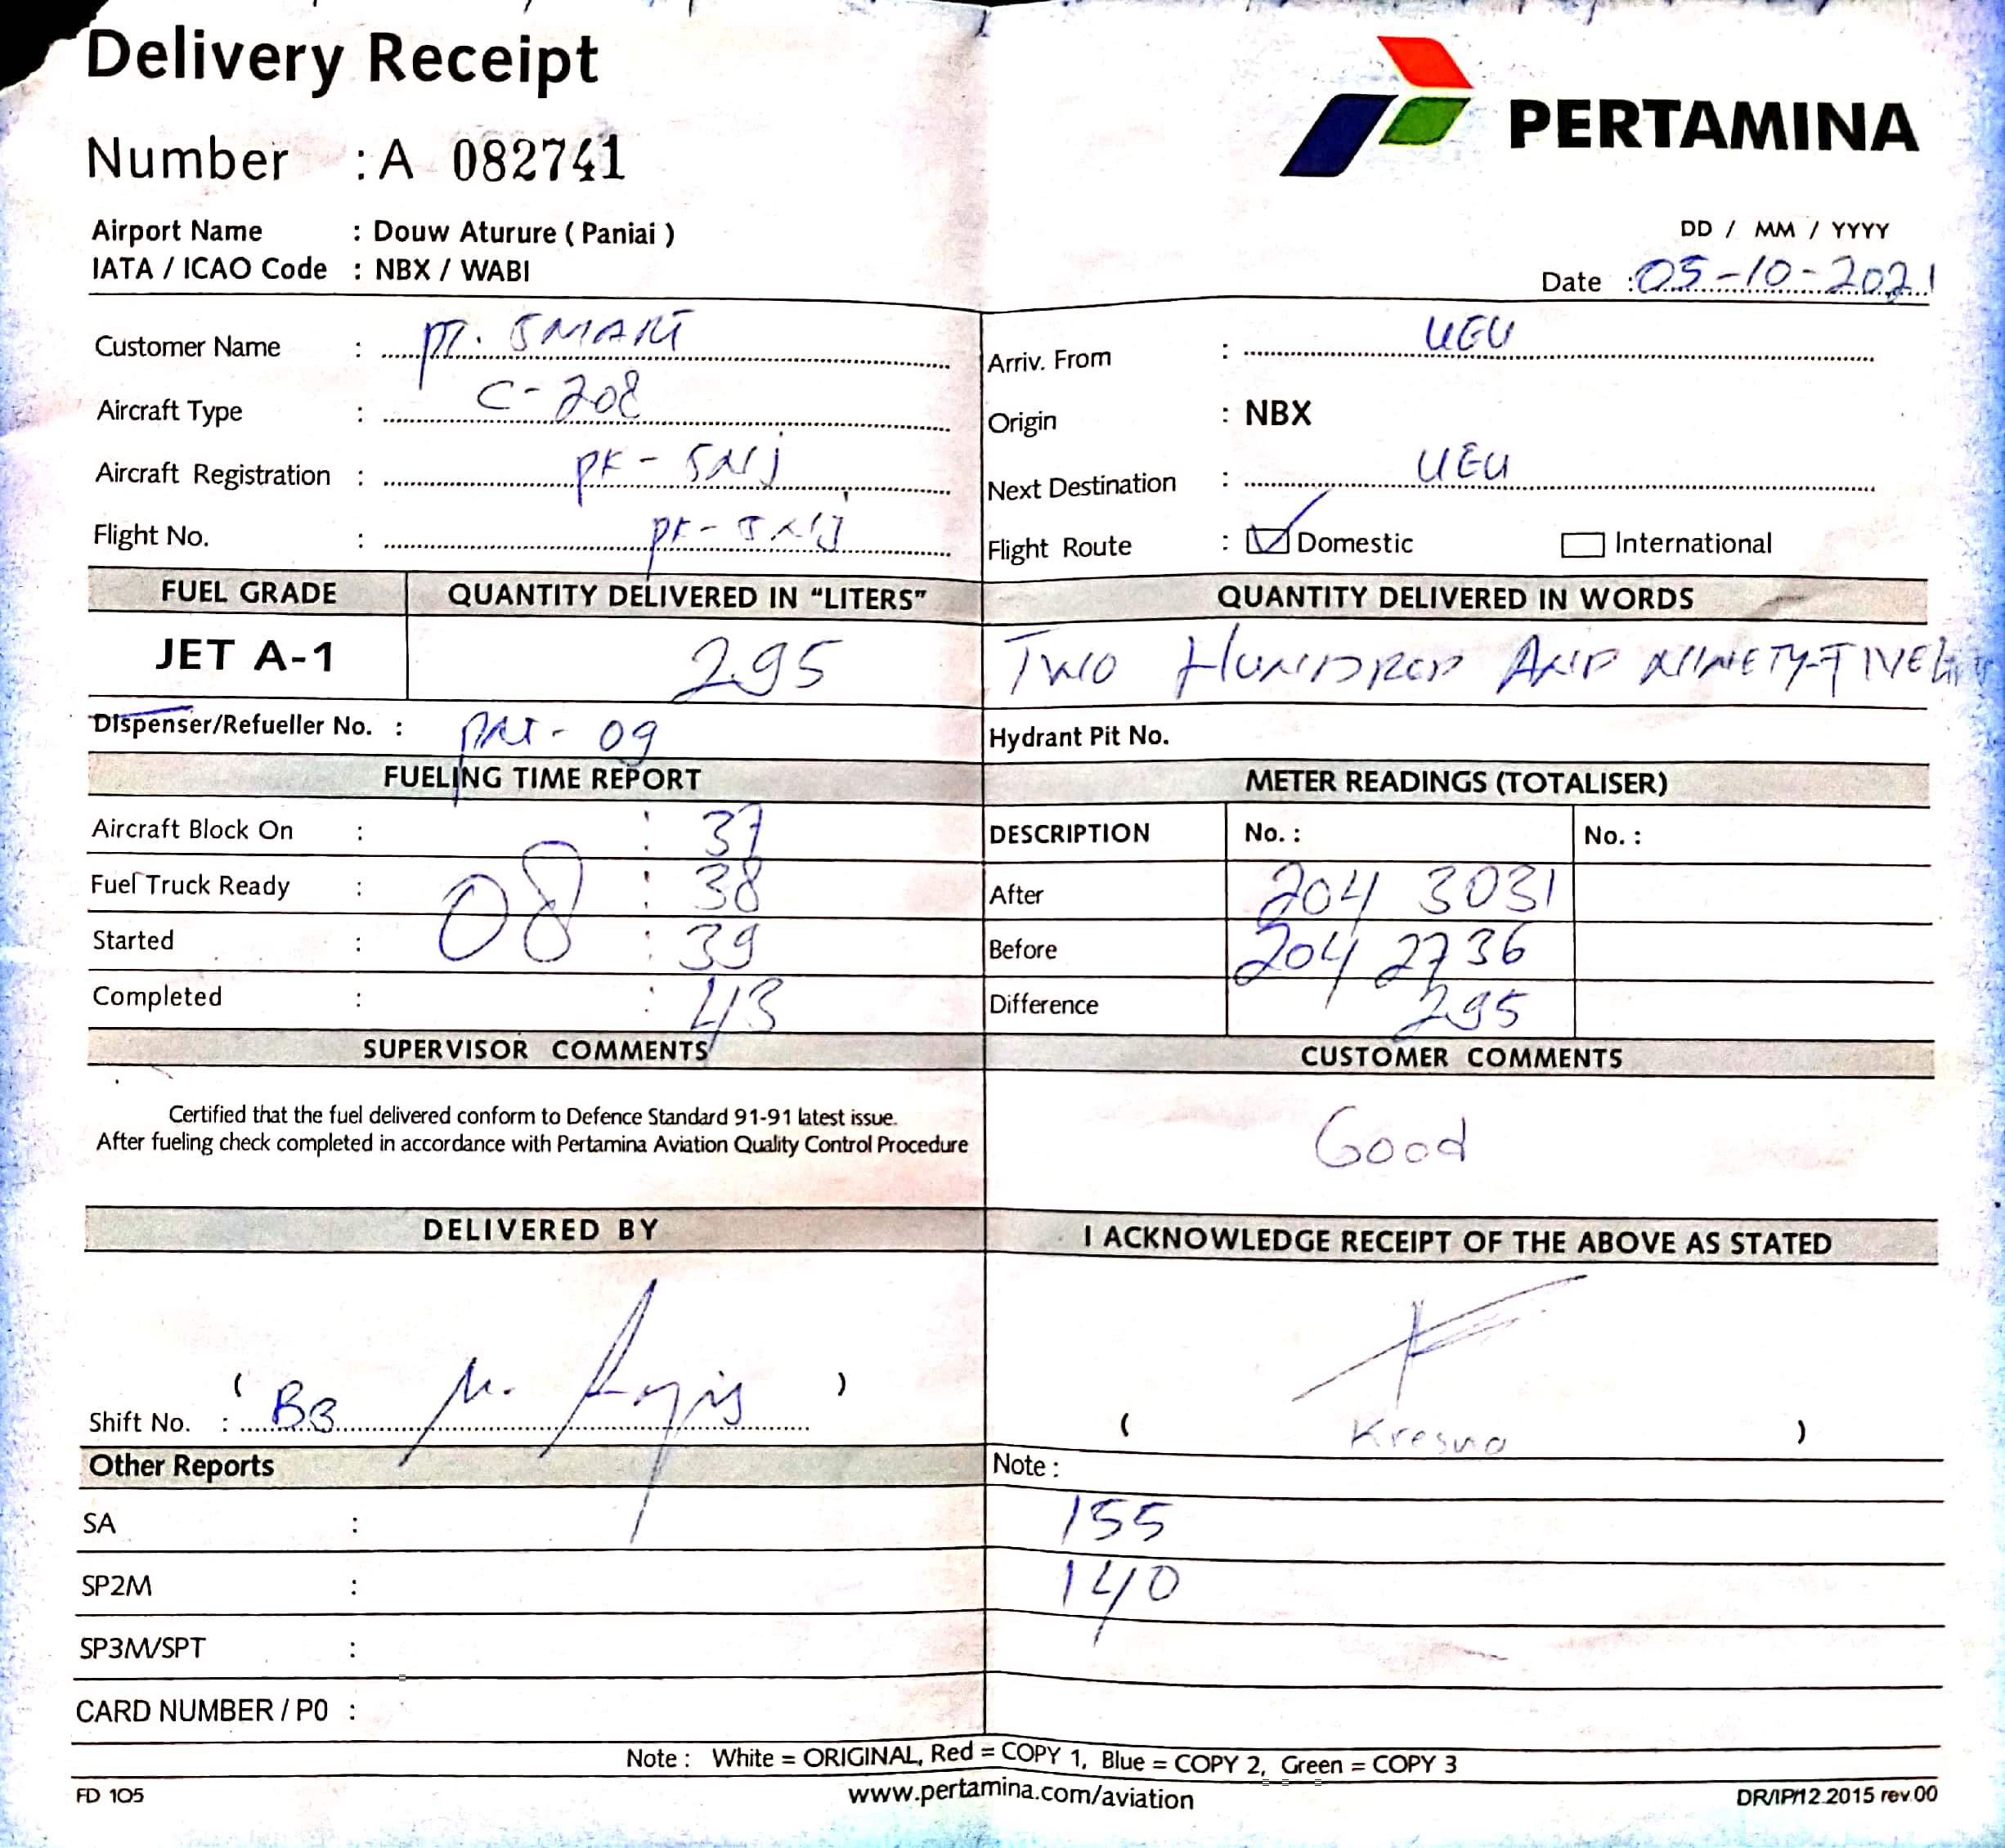 Delivery Receipt
PERTAMINA
Number : A 082741
Airport Name : Douw Aturure ( Paniai )
IATA / ICAO Code : NBX / WABI
DD / MM / YYYY
Date : 05-10-2021
Customer Name : PT. SMART
Arriv. From : UEU
Aircraft Type : C-208
Origin : NBX
Aircraft Registration : PK - SNJ
Next Destination : UEU
Flight No. : PK -
Flight Route : Domestic International
FUEL GRADE QUANTITY DELIVERED IN "LITERS" QUANTITY DELIVERED IN WORDS
JET A-1 295 TWO HUNDRED AND NINETY-FIVE
Dispenser/Refueller No. : - 09
Hydrant Pit No.
FUELING TIME REPORT METER READINGS (TOTALISER)
Aircraft Block On : 08 : 37
DESCRIPTION No. : No. :
Fuel Truck Ready : : 38
After 204 3031
Started : : 39
Before 204 2736
Completed : : 43
Difference 295
SUPERVISOR COMMENTS CUSTOMER COMMENTS
Certified that the fuel delivered conform to Defence Standard 91-91 latest issue.
After fueling check completed in accordance with Pertamina Aviation Quality Control Procedure
Good
DELIVERED BY I ACKNOWLEDGE RECEIPT OF THE ABOVE AS STATED
( )
Shift No. : B3 M.
( Kresna )
Other Reports Note :
SA : 155
SP2M : 140
SP3M/SPT :
CARD NUMBER / P0 :
Note : White = ORIGINAL, Red = COPY 1, Blue = COPY 2, Green = COPY 3
FD 105 www.pertamina.com/aviation DR/IP/12.2015 rev.00